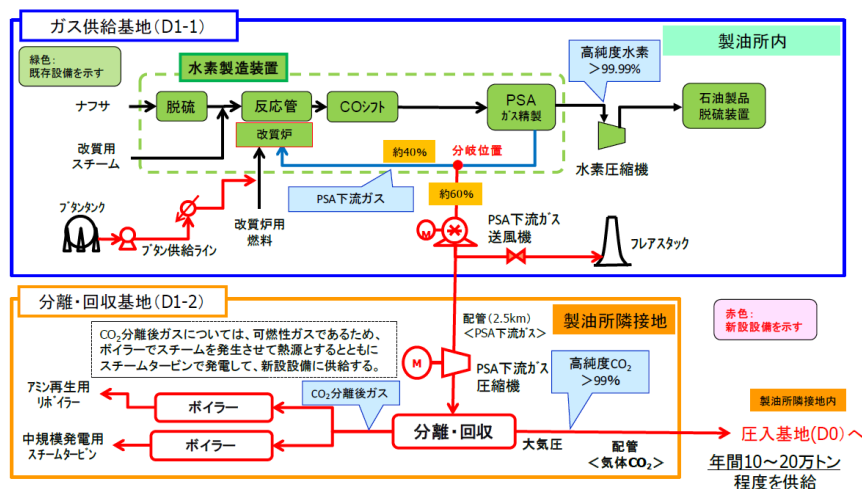 ガス供給基地(D1-1)
製油所内
緑色：
既存設備を示す
水素製造装置
高純度水素
>99.99%
ナフサ
脱硫
反応管
COシフト
PSA
ガス精製
石油製品
脱硫装置
改質炉
改質用
スチーム
約40%
分岐位置
水素圧縮機
PSA下流ガス
約60%
ブタンタンク
ブタン供給ライン
改質炉用
燃料
M
PSA下流ガス
送風機
フレアスタック
分離・回収基地(D1-2)
配管(2.5km)
<PSA下流ガス>
製油所隣接地
赤色：
新設設備を示す
CO2分離後ガスについては、可燃性ガスであるため、
ボイラーでスチームを発生させて熱源とするとともに
スチームタービンで発電して、新設設備に供給する。
M
PSA下流ガス
圧縮機
高純度CO2
>99%
アミン再生用
リボイラー
ボイラー
CO2分離後ガス
製油所隣接地内
中規模発電用
スチームタービン
ボイラー
分離・回収
大気圧
配管
<気体CO2>
圧入基地(D0)へ
年間10～20万トン
程度を供給